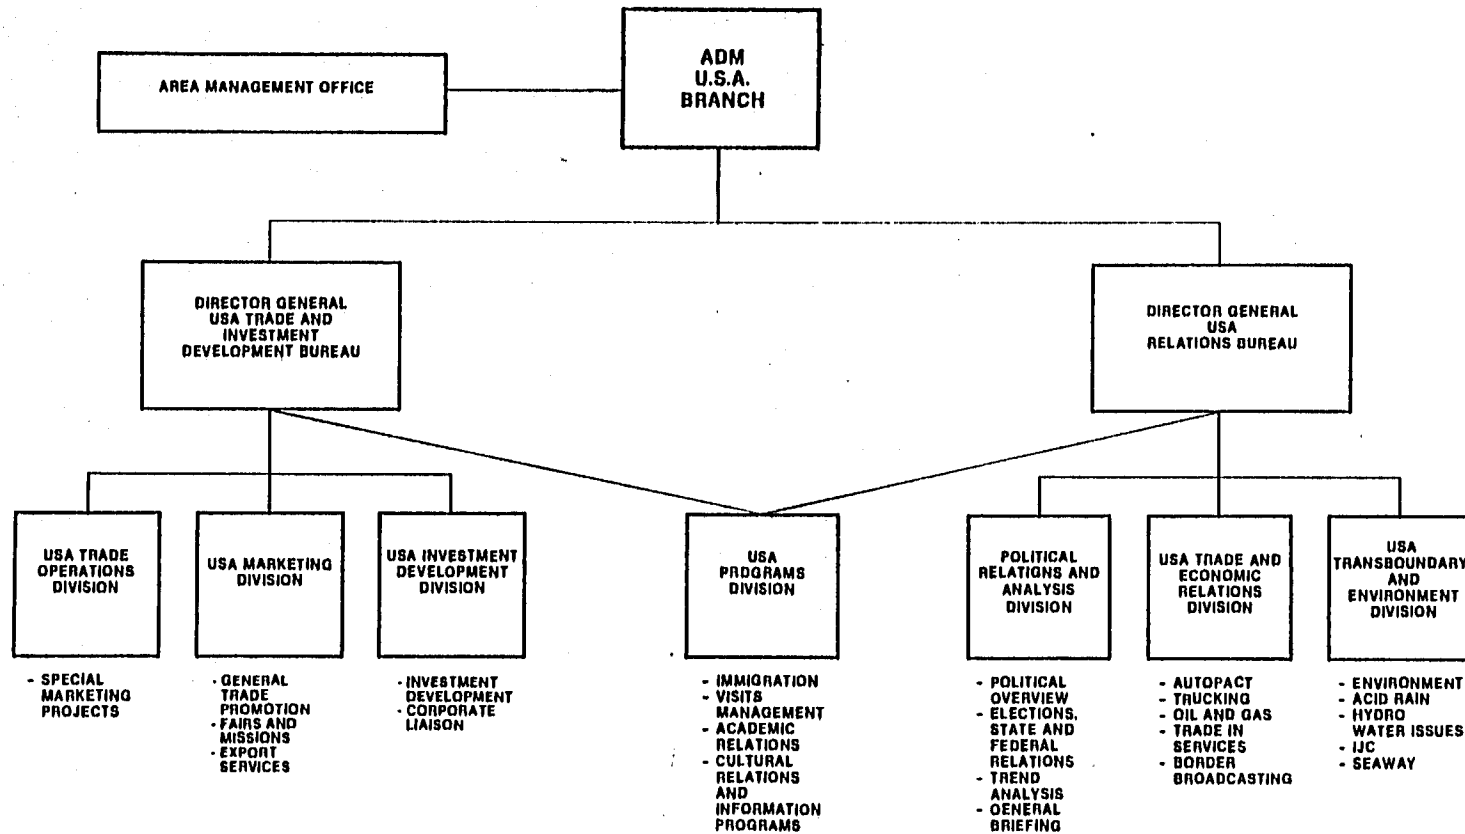 ADM
U.S.A.
BRANCH
AREA MANAGEMENT OFFICE
DIRECTOR GENERAL
USA TRADE AND
INVESTMENT
DEVELOPMENT BUREAU
DIRECTOR GENERAL
USA
RELATIONS BUREAU
USA TRADE
OPERATIONS
DIVISION
- SPECIAL
MARKETING
PROJECTS
USA MARKETING
DIVISION
- GENERAL
TRADE
PROMOTION
- FAIRS AND
MISSIONS
- EXPORT
SERVICES
USA INVESTMENT
DEVELOPMENT
DIVISION
- INVESTMENT
DEVELOPMENT
- CORPORATE
LIAISON
USA
PROGRAMS
DIVISION
- IMMIGRATION
- VISITS
MANAGEMENT
- ACADEMIC
RELATIONS
- CULTURAL
RELATIONS
AND
INFORMATION
PROGRAMS
POLITICAL
RELATIONS AND
ANALYSIS
DIVISION
- POLITICAL
OVERVIEW
- ELECTIONS,
STATE AND
FEDERAL
RELATIONS
- TREND
ANALYSIS
- GENERAL
BRIEFING
USA TRADE AND
ECONOMIC
RELATIONS
DIVISION
- AUTOPACT
- TRUCKING
- OIL AND GAS
- TRADE IN
SERVICES
- BORDER
BROADCASTING
USA
TRANSBOUNDARY
AND
ENVIRONMENT
DIVISION
- ENVIRONMENT
- ACID RAIN
- HYDRO
WATER ISSUES
- IJC
- SEAWAY